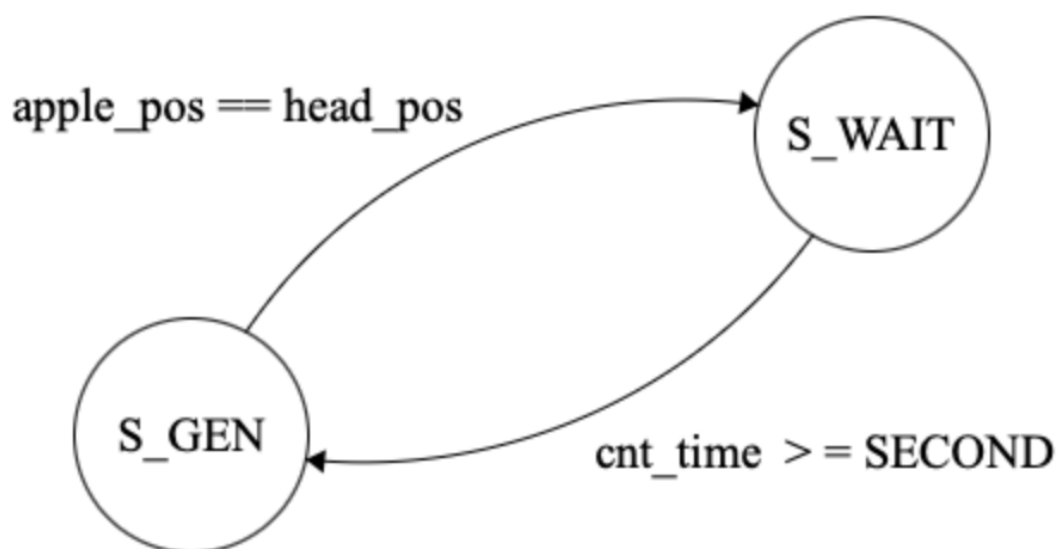 apple_pos == head_pos
S_WAIT
S_GEN
cnt_time > = SECOND